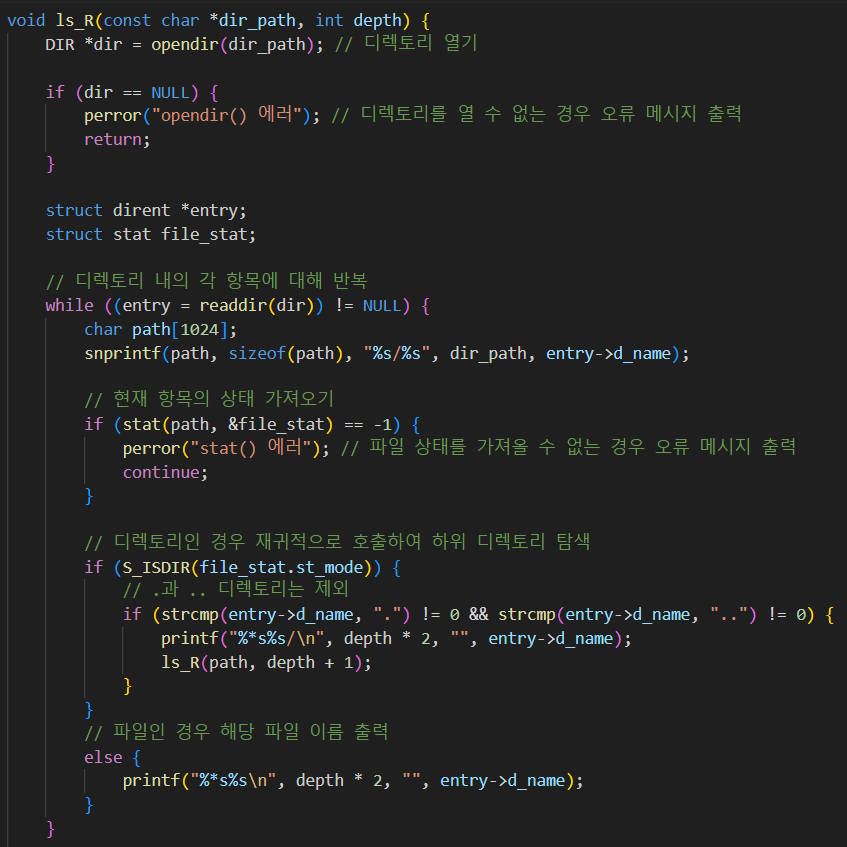 void ls_R(const char *dir_path, int depth) {
    DIR *dir = opendir(dir_path); // 디렉토리 열기

    if (dir == NULL) {
        perror("opendir() 에러"); // 디렉토리를 열 수 없는 경우 오류 메시지 출력
        return;
    }

    struct dirent *entry;
    struct stat file_stat;

    // 디렉토리 내의 각 항목에 대해 반복
    while ((entry = readdir(dir)) != NULL) {
        char path[1024];
        snprintf(path, sizeof(path), "%s/%s", dir_path, entry->d_name);

        // 현재 항목의 상태 가져오기
        if (stat(path, &file_stat) == -1) {
            perror("stat() 에러"); // 파일 상태를 가져올 수 없는 경우 오류 메시지 출력
            continue;
        }

        // 디렉토리인 경우 재귀적으로 호출하여 하위 디렉토리 탐색
        if (S_ISDIR(file_stat.st_mode)) {
            // .과 .. 디렉토리는 제외
            if (strcmp(entry->d_name, ".") != 0 && strcmp(entry->d_name, "..") != 0) {
                printf("%*s%s/\n", depth * 2, "", entry->d_name);
                ls_R(path, depth + 1);
            }
        }
        // 파일인 경우 해당 파일 이름 출력
        else {
            printf("%*s%s\n", depth * 2, "", entry->d_name);
        }
    }